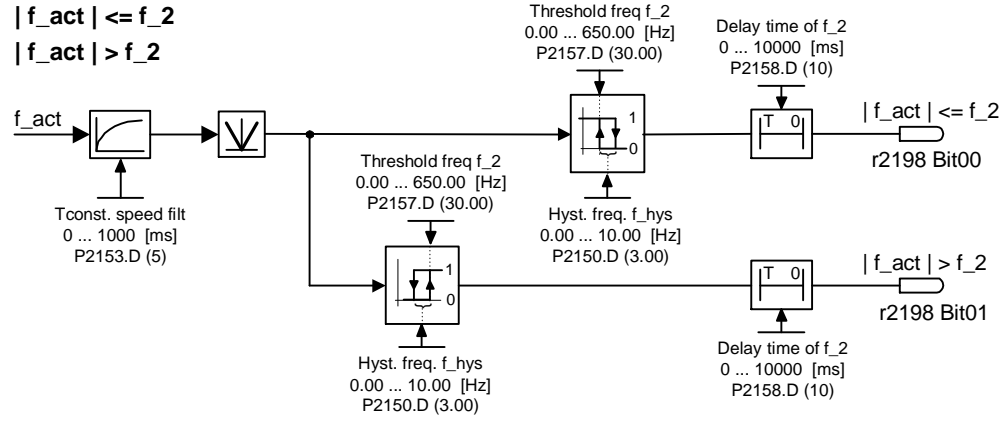 | f_act | <= f_2
| f_act | > f_2
Threshold freq f_2
0.00 ... 650.00 [Hz]
P2157.D (30.00)
Delay time of f_2
0 ... 10000 [ms]
P2158.D (10)
f_act
1
0
T 0
| f_act | <= f_2
r2198 Bit00
Tconst. speed filt
0 ... 1000 [ms]
P2153.D (5)
Threshold freq f_2
0.00 ... 650.00 [Hz]
P2157.D (30.00)
Hyst. freq. f_hys
0.00 ... 10.00 [Hz]
P2150.D (3.00)
1
0
T 0
| f_act | > f_2
r2198 Bit01
Hyst. freq. f_hys
0.00 ... 10.00 [Hz]
P2150.D (3.00)
Delay time of f_2
0 ... 10000 [ms]
P2158.D (10)